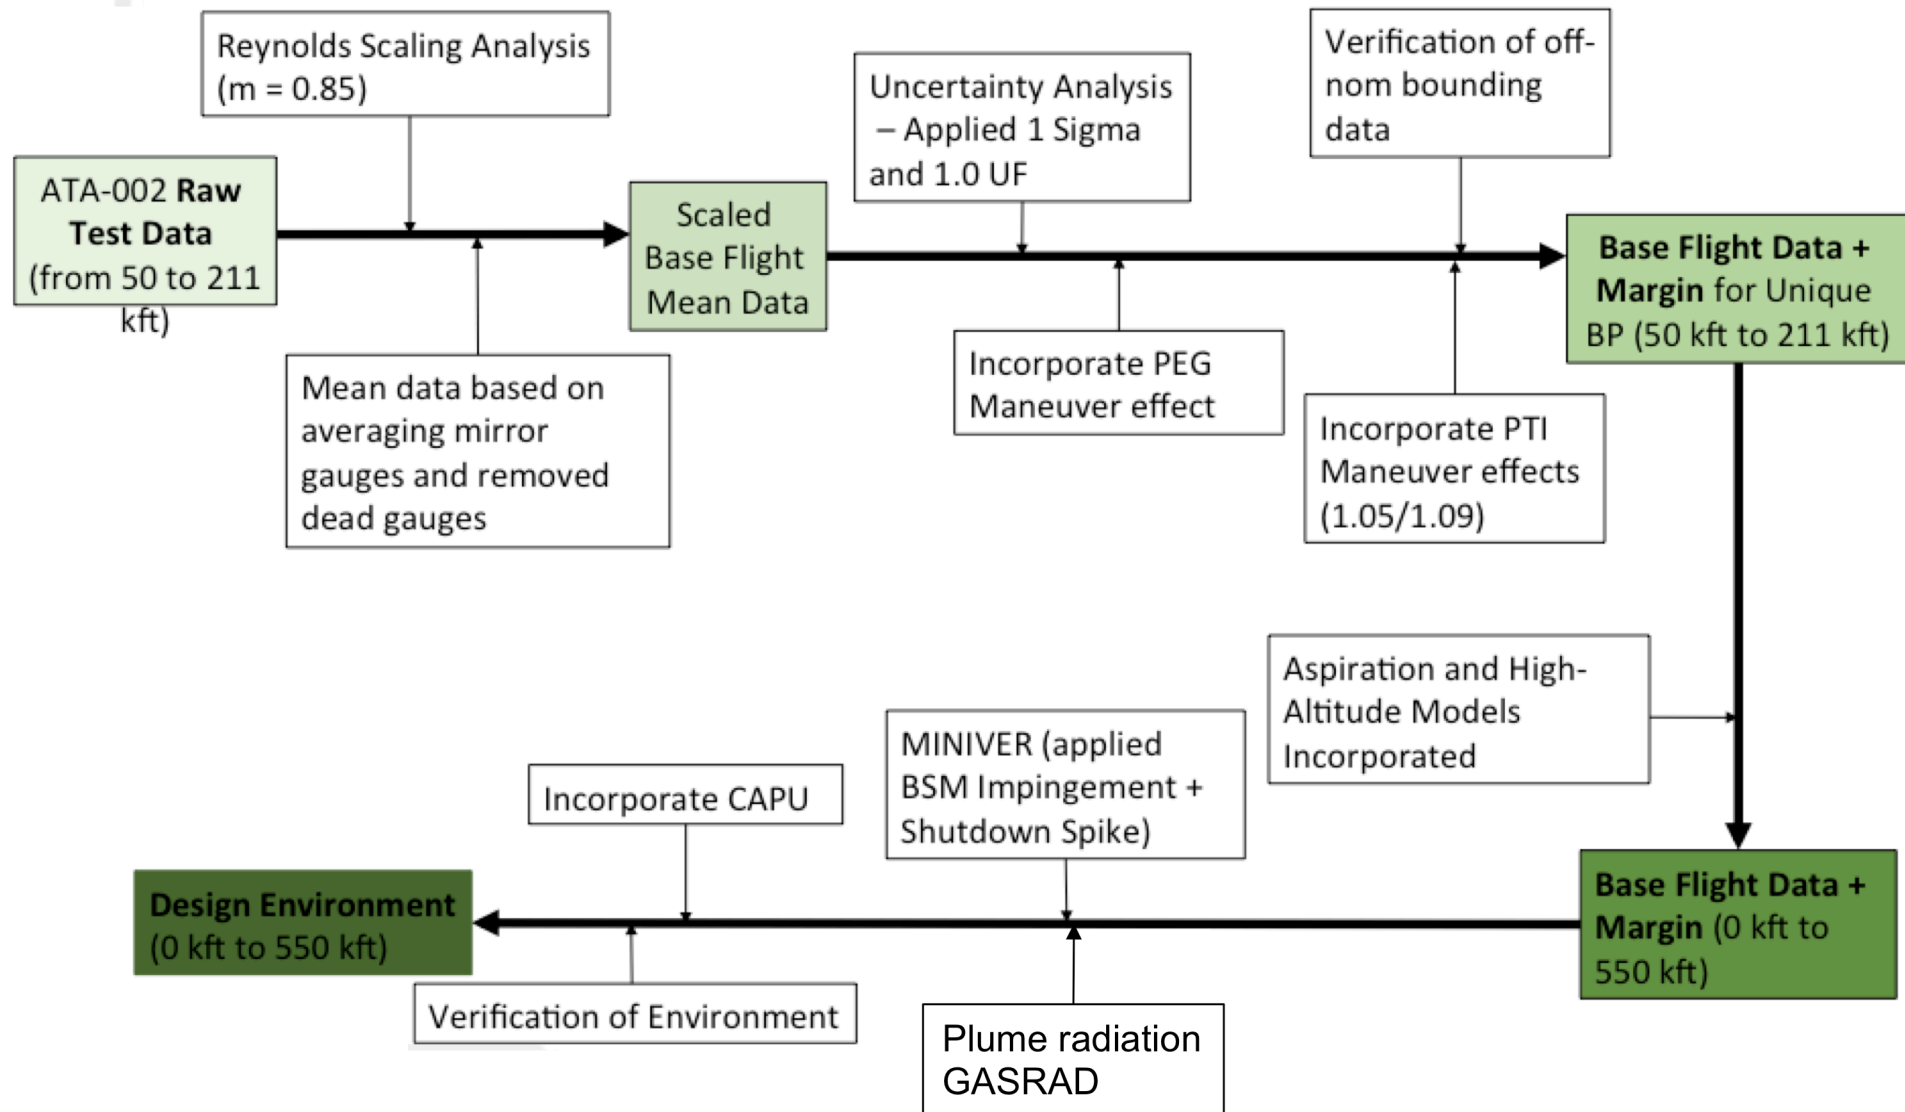 Reynolds Scaling Analysis
(m = 0.85)
Uncertainty Analysis
– Applied 1 Sigma
and 1.0 UF
Verification of off-
nom bounding
data
ATA-002 Raw
Test Data
(from 50 to 211
kft)
Scaled
Base Flight
Mean Data
Base Flight Data +
Margin for Unique
BP (50 kft to 211 kft)
Mean data based on
averaging mirror
gauges and removed
dead gauges
Incorporate PEG
Maneuver effect
Incorporate PTI
Maneuver effects
(1.05/1.09)
Aspiration and High-
Altitude Models
Incorporated
MINIVER (applied
BSM Impingement +
Shutdown Spike)
Incorporate CAPU
Base Flight Data +
Margin (0 kft to
550 kft)
Design Environment
(0 kft to 550 kft)
Verification of Environment
Plume radiation
GASRAD